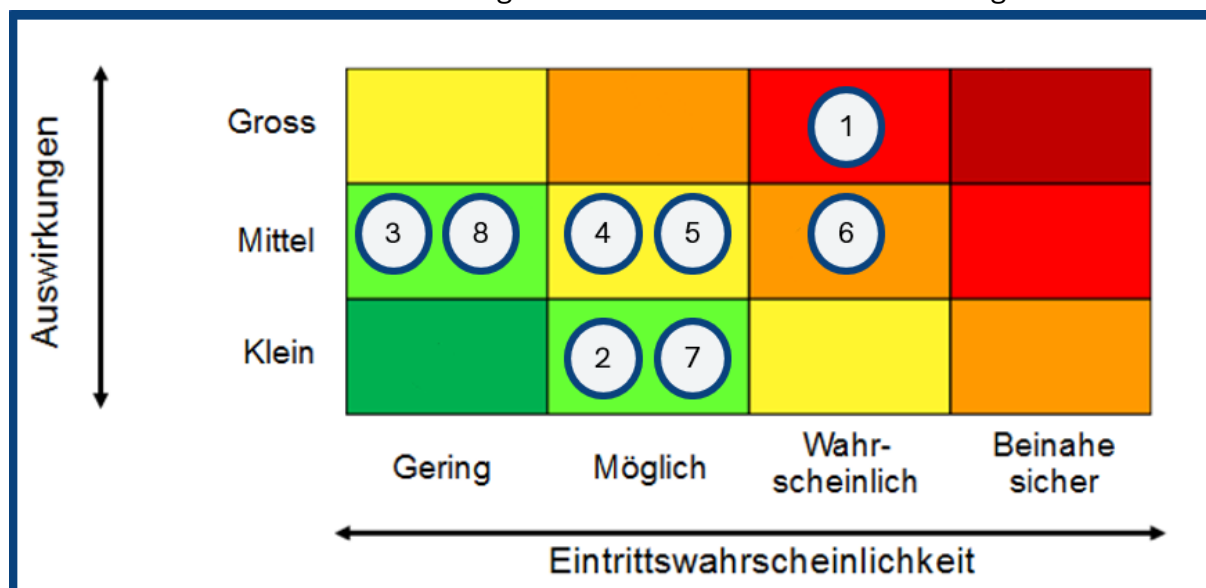 Auswirkungen
Gross
1
Mittel
3 8 4 5 6
Klein
2 7
Gering
Möglich
Wahr-
scheinlich
Beinahe
sicher
Eintrittswahrscheinlichkeit